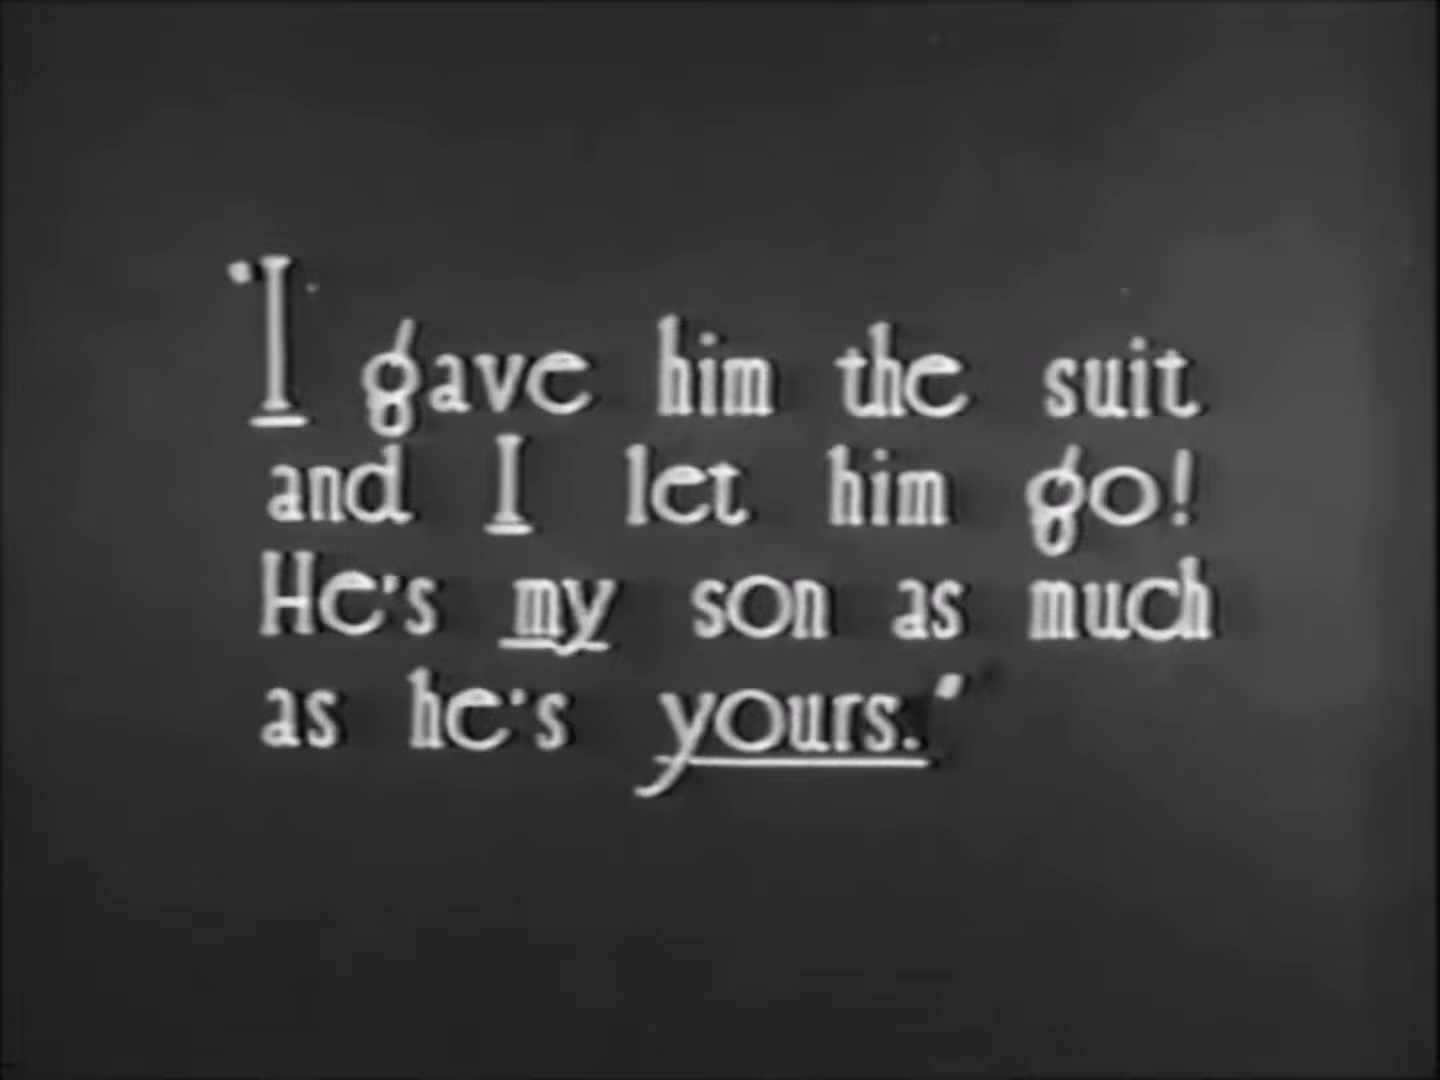 "I gave him the suit
and I let him go!
He's my son as much
as he's yours."